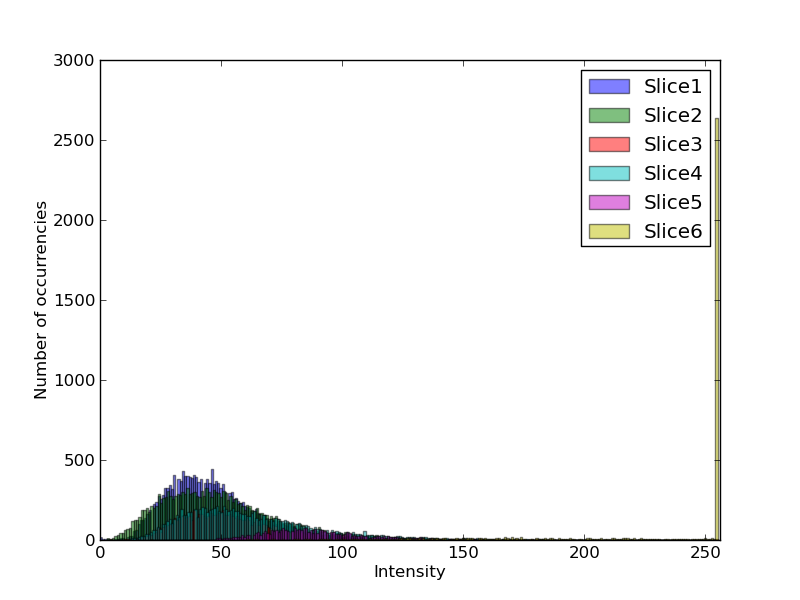 3000
2500
2000
1500
1000
500
0
Number of occurrencies
0 50 100 150 200 250
Intensity
Slice1
Slice2
Slice3
Slice4
Slice5
Slice6